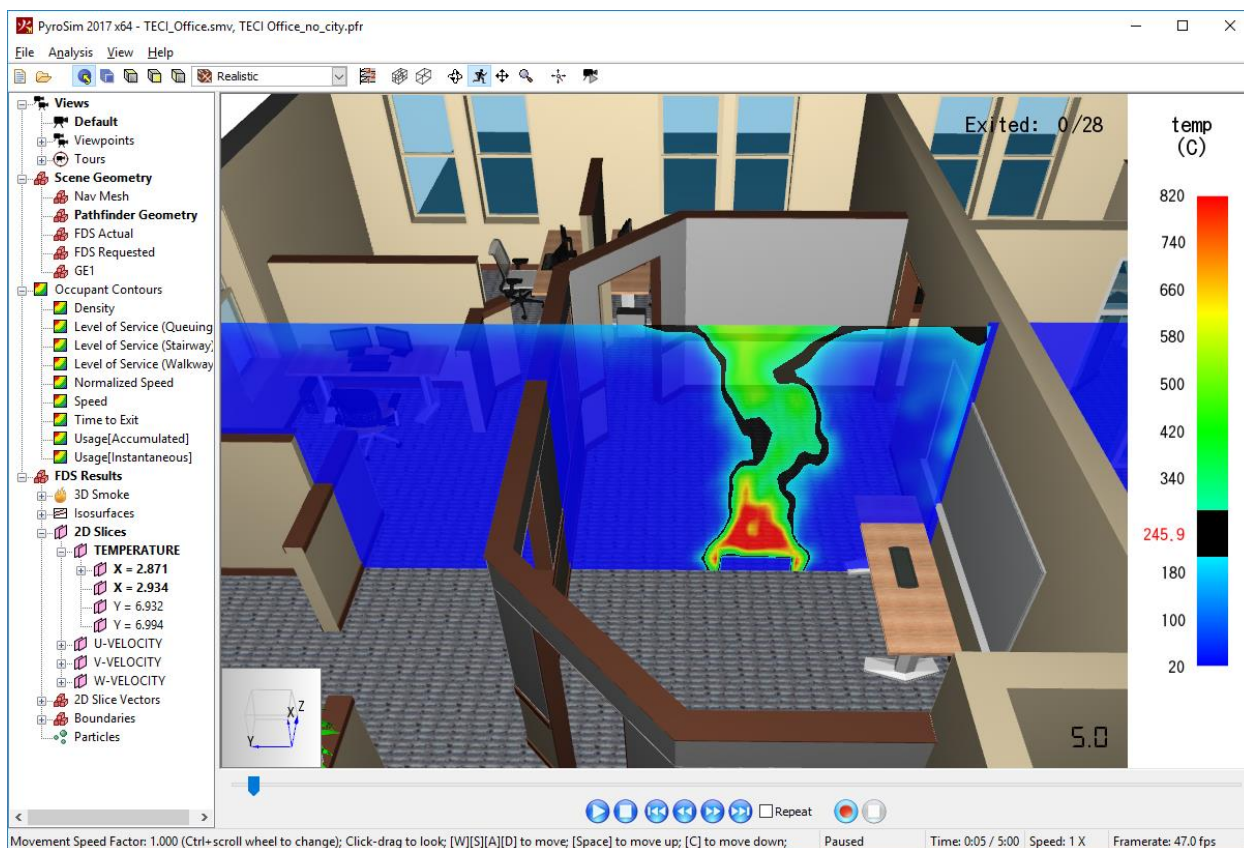 PyroSim 2017 x64 - TECI_Office.smv, TECI Office_no_city.pfr
File Analysis View Help
Realistic
Views
Default
Viewpoints
Tours
Scene Geometry
Nav Mesh
Pathfinder Geometry
FDS Actual
FDS Requested
GE1
Occupant Contours
Density
Level of Service (Queuing
Level of Service (Stairway)
Level of Service (Walkway
Normalized Speed
Speed
Time to Exit
Usage[Accumulated]
Usage[Instantaneous]
FDS Results
3D Smoke
Isosurfaces
2D Slices
TEMPERATURE
X = 2.871
X = 2.934
Y = 6.932
Y = 6.994
U-VELOCITY
V-VELOCITY
W-VELOCITY
2D Slice Vectors
Boundaries
Particles
Exited: 0/28
temp
(C)
820
740
660
580
500
420
340
245.9
180
100
20
X Z
Y
5.0
Repeat
Movement Speed Factor: 1.000 (Ctrl+scroll wheel to change); Click-drag to look; [W][S][A][D] to move; [Space] to move up; [C] to move down; Paused Time: 0:05 / 5:00 Speed: 1 X Framerate: 47.0 fps